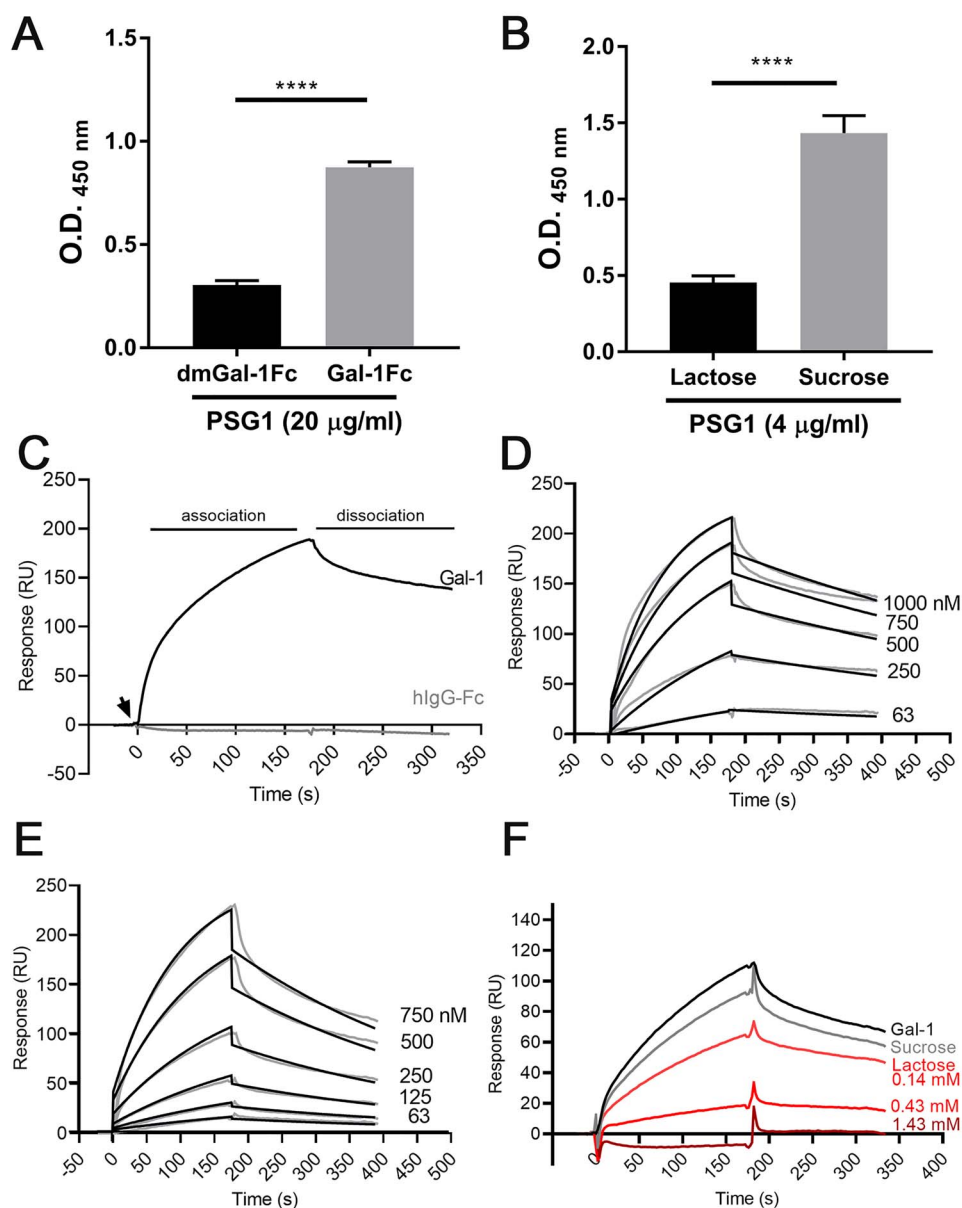 A
1.5
1.0
0.5
0.0
O.D. 450 nm
****
dmGal-1Fc Gal-1Fc
PSG1 (20 μg/ml)
B
2.0
1.5
1.0
0.5
0.0
O.D. 450 nm
****
Lactose Sucrose
PSG1 (4 μg/ml)
C
250
200
150
100
50
0
-50
Response (RU)
association
dissociation
Gal-1
hIgG-Fc
0 50 100 150 200 250 300 350
Time (s)
D
250
200
150
100
50
0
Response (RU)
1000 nM
750
500
250
63
-50 0 50 100 150 200 250 300 350 400 450 500
Time (s)
E
250
200
150
100
50
0
Response (RU)
750 nM
500
250
125
63
-50 0 50 100 150 200 250 300 350 400 450 500
Time (s)
F
140
120
100
80
60
40
20
0
Response (RU)
Gal-1
Sucrose
Lactose
0.14 mM
0.43 mM
1.43 mM
0 50 100 150 200 250 300 350 400
Time (s)